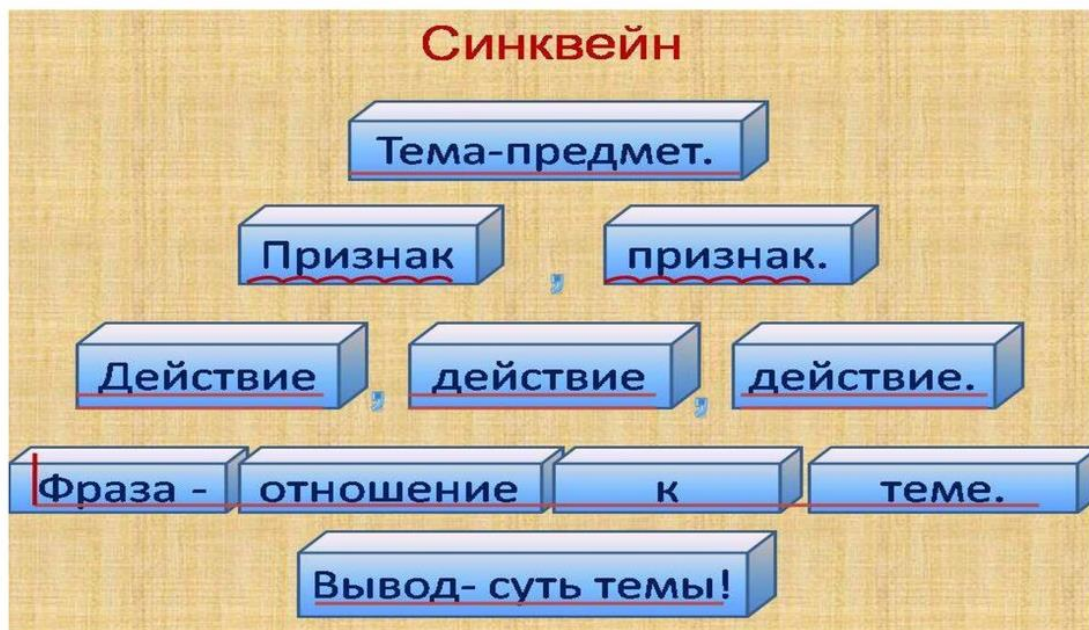 Синквейн
Тема-предмет.
Признак , признак.
Действие , действие , действие.
Фраза - отношение к теме.
Вывод- суть темы!